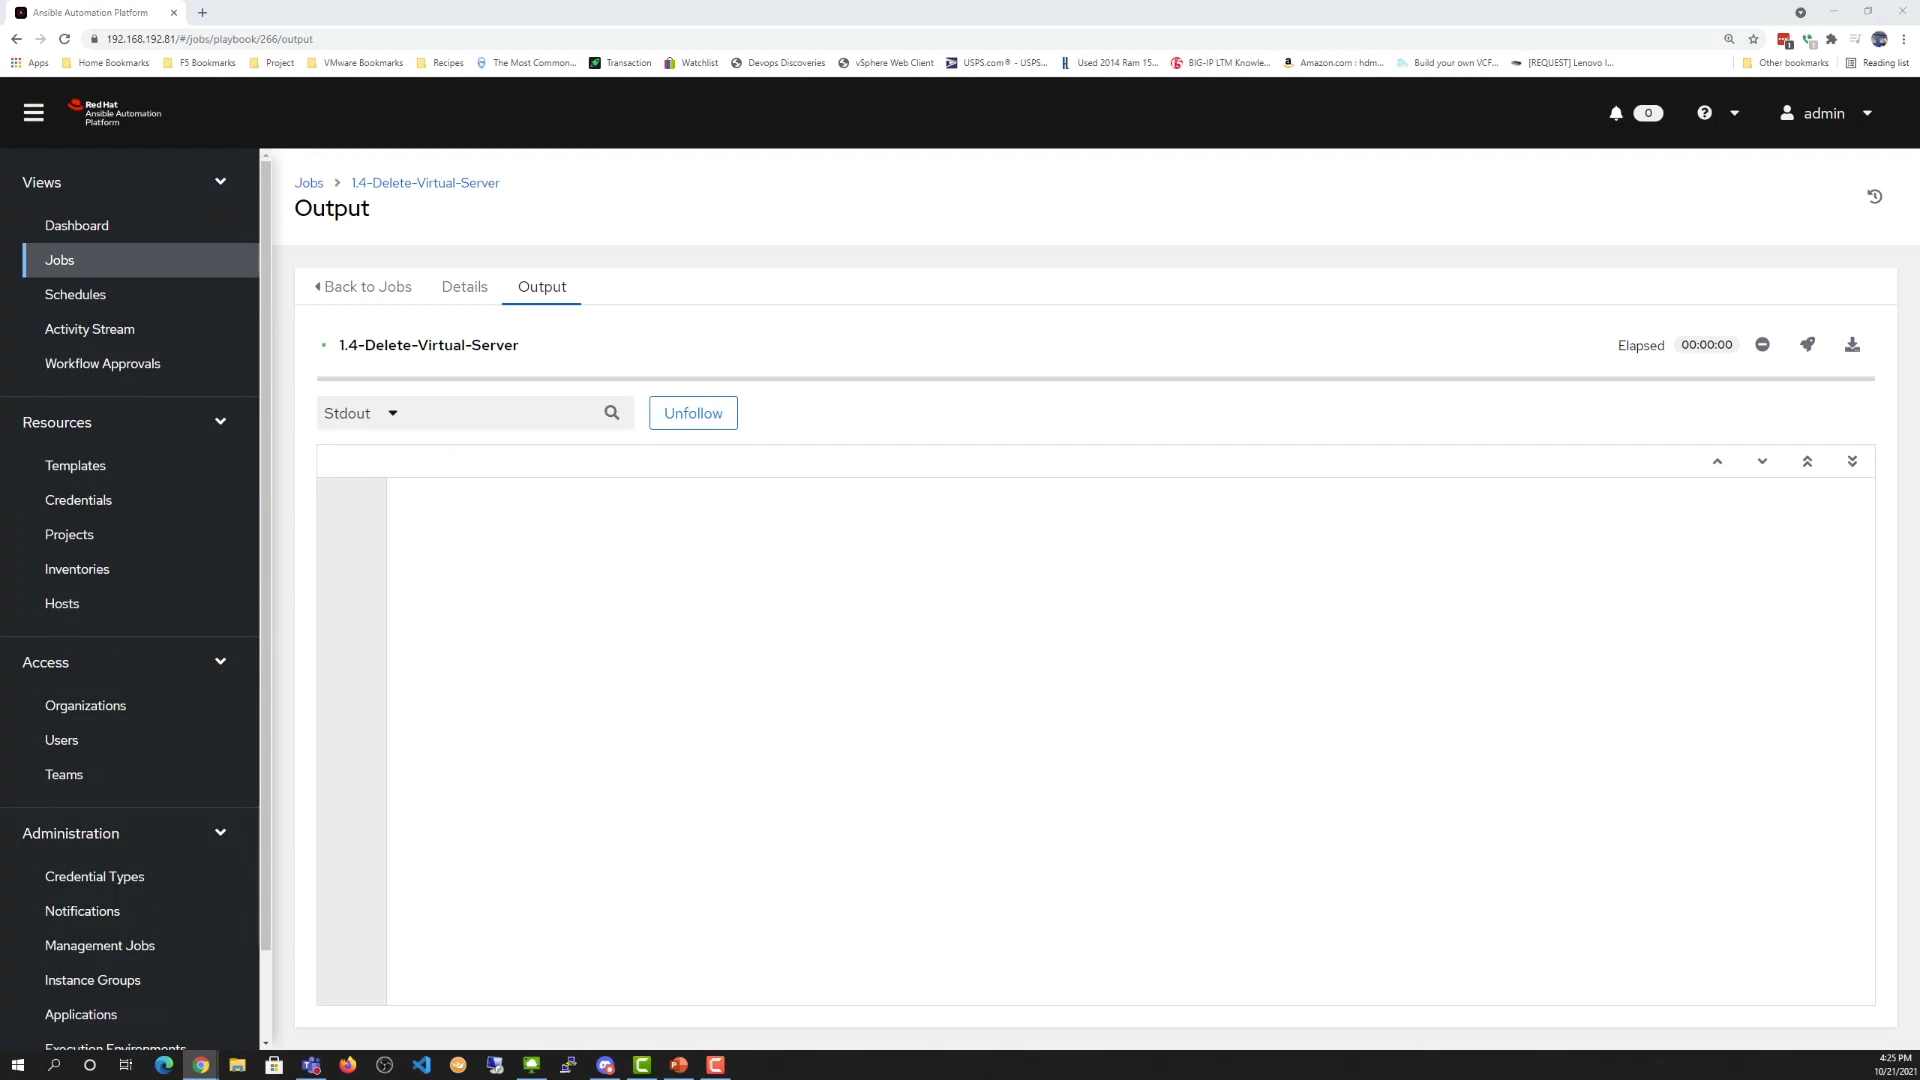 Ansible Automation Platform
192.168.192.81/#/jobs/playbook/266/output
Apps
Home Bookmarks
F5 Bookmarks
Project
VMware Bookmarks
Recipes
The Most Common...
Transaction
Watchlist
Devops Discoveries
vSphere Web Client
USPS.com® - USPS...
Used 2014 Ram 15...
BIG-IP LTM Knowle...
Amazon.com : hdm...
Build your own VCF...
[REQUEST] Lenovo I...
Other bookmarks
Reading list
Red Hat
Ansible Automation
Platform
0
admin
Views
Dashboard
Jobs
Schedules
Activity Stream
Workflow Approvals
Resources
Templates
Credentials
Projects
Inventories
Hosts
Access
Organizations
Users
Teams
Administration
Credential Types
Notifications
Management Jobs
Instance Groups
Applications
Execution Environments
Jobs
1.4-Delete-Virtual-Server
Output
Back to Jobs
Details
Output
1.4-Delete-Virtual-Server
Elapsed
00:00:00
Stdout
Unfollow
4:25 PM
10/21/2021